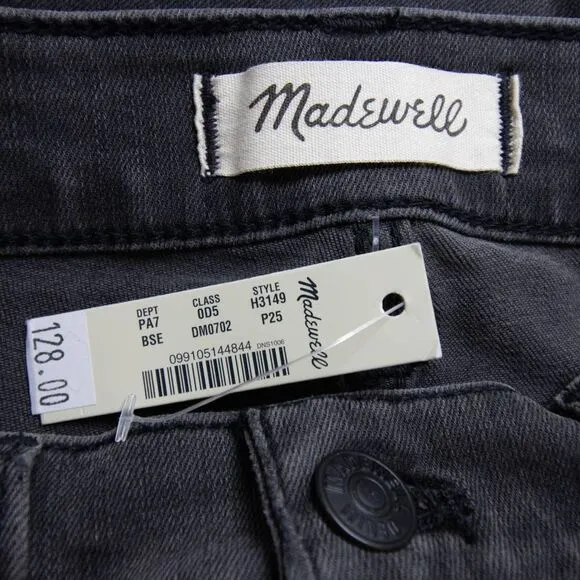 Madewell
DEPT CLASS STYLE
PA7 0D5 H3149
BSE DM0702 P25
099105144844 DNS1006
Madewell
128.00